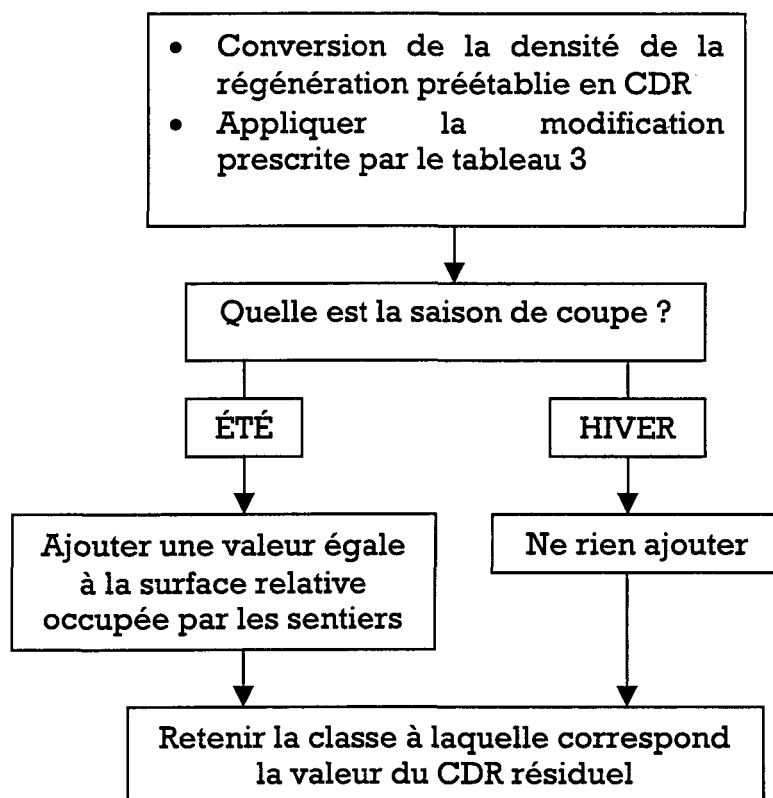 • Conversion de la densité de la
régénération préétablie en CDR
• Appliquer la modification
prescrite par le tableau 3
Quelle est la saison de coupe ?
ÉTÉ
HIVER
Ajouter une valeur égale
à la surface relative
occupée par les sentiers
Ne rien ajouter
Retenir la classe à laquelle correspond
la valeur du CDR résiduel